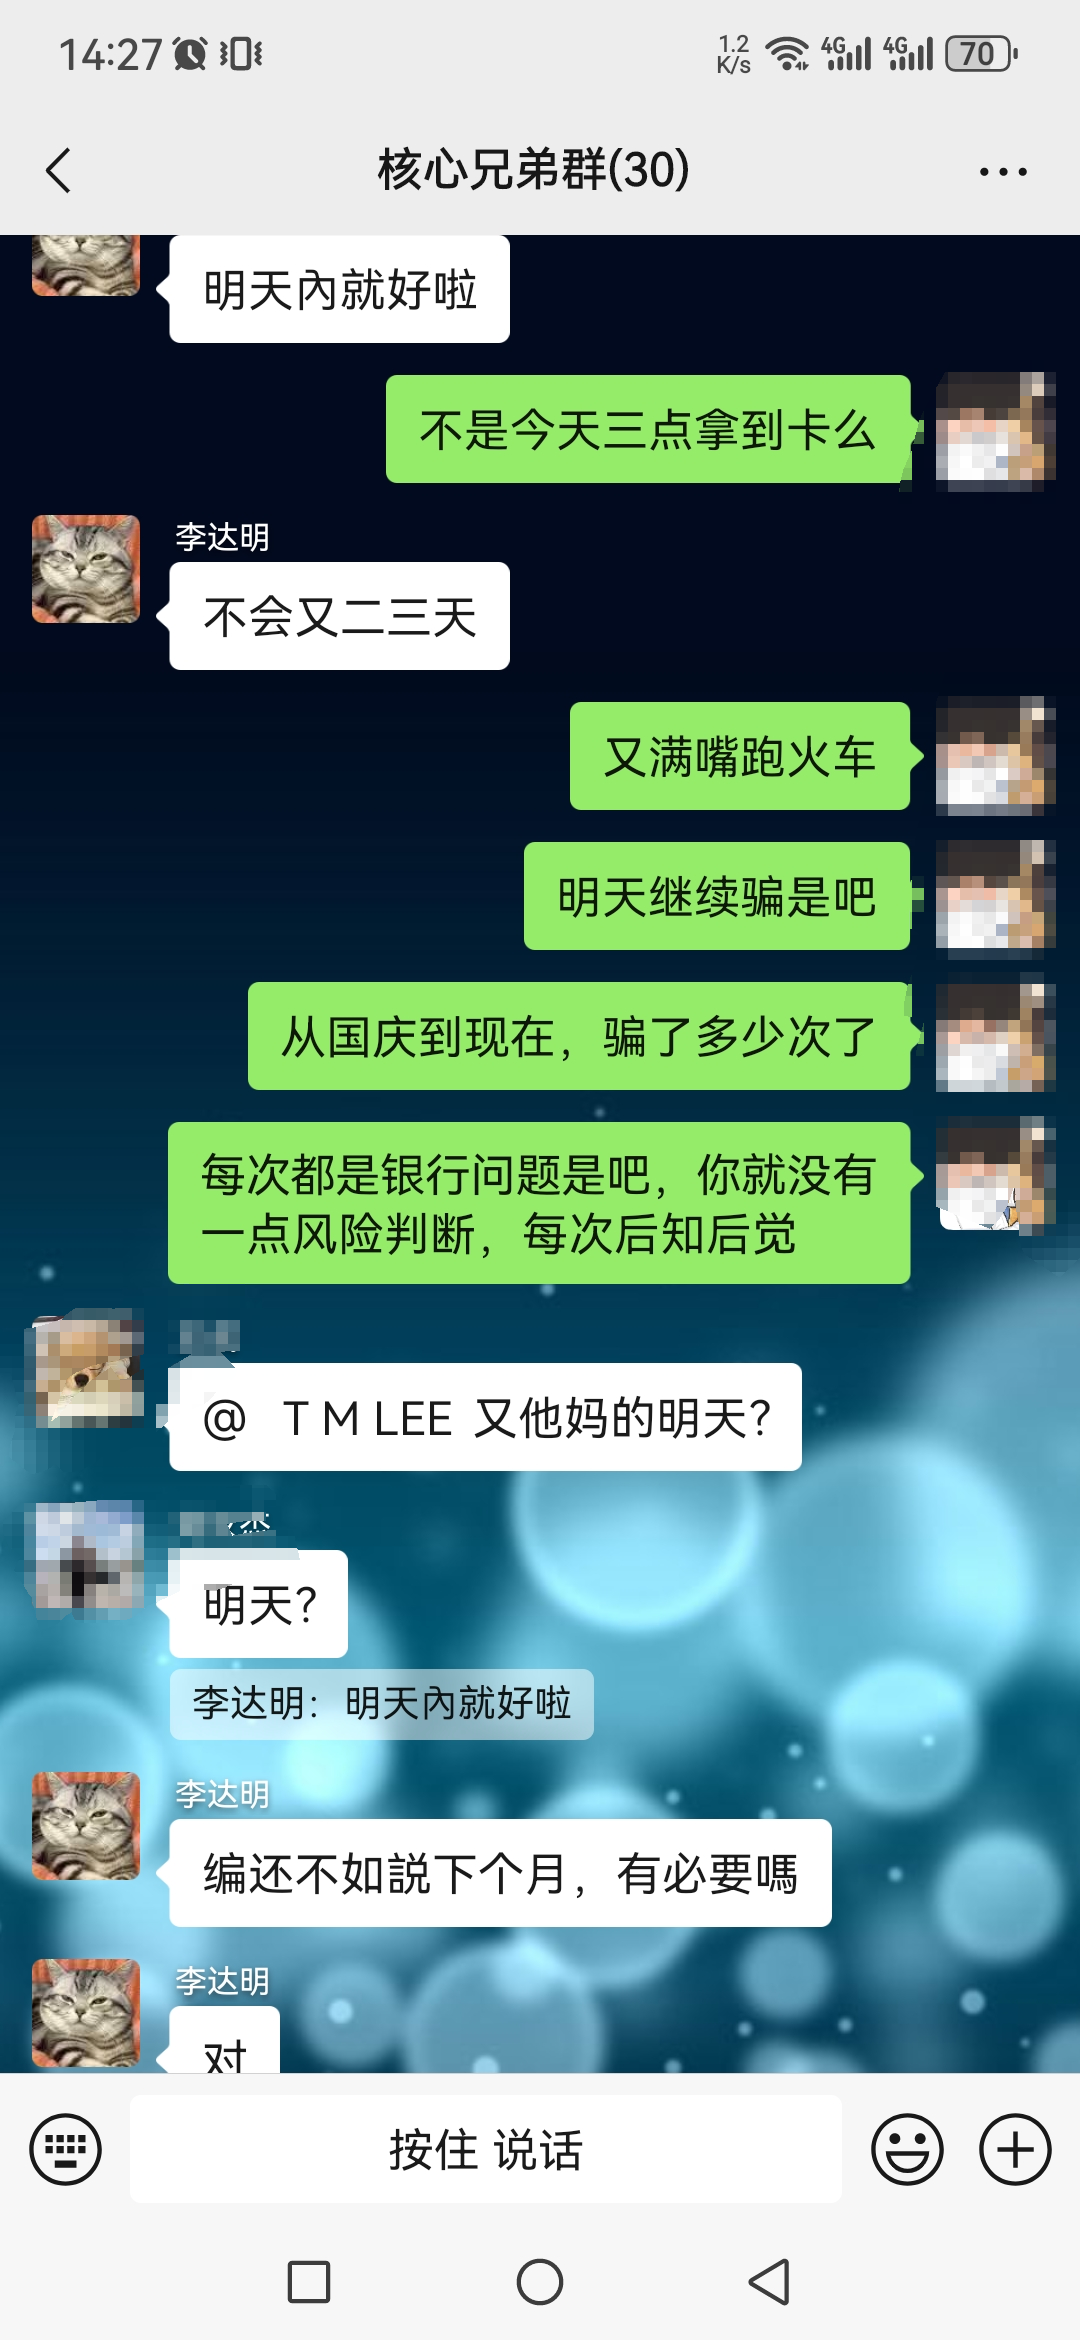 14:27
1.2
K/s
4G
4G
70
核心兄弟群(30)
明天內就好啦
不是今天三点拿到卡么
李达明
不会又二三天
又满嘴跑火车
明天继续骗是吧
从国庆到现在，骗了多少次了
每次都是银行问题是吧，你就没有
一点风险判断，每次后知后觉
@ T M LEE 又他妈的明天？
明天？
李达明：明天內就好啦
李达明
编还不如説下个月，有必要嗎
李达明
对
按住 说话